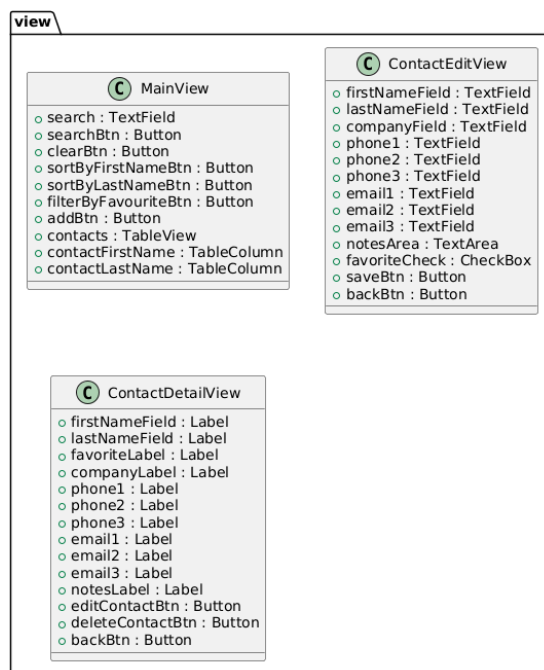 view
C MainView
search : TextField
searchBtn : Button
clearBtn : Button
sortByFirstNameBtn : Button
sortByLastNameBtn : Button
filterByFavouriteBtn : Button
addBtn : Button
contacts : TableView
contactFirstName : TableColumn
contactLastName : TableColumn
C ContactEditView
firstNameField : TextField
lastNameField : TextField
companyField : TextField
phone1 : TextField
phone2 : TextField
phone3 : TextField
email1 : TextField
email2 : TextField
email3 : TextField
notesArea : TextArea
favoriteCheck : CheckBox
saveBtn : Button
backBtn : Button
C ContactDetailView
firstNameField : Label
lastNameField : Label
favoriteLabel : Label
companyLabel : Label
phone1 : Label
phone2 : Label
phone3 : Label
email1 : Label
email2 : Label
email3 : Label
notesLabel : Label
editContactBtn : Button
deleteContactBtn : Button
backBtn : Button